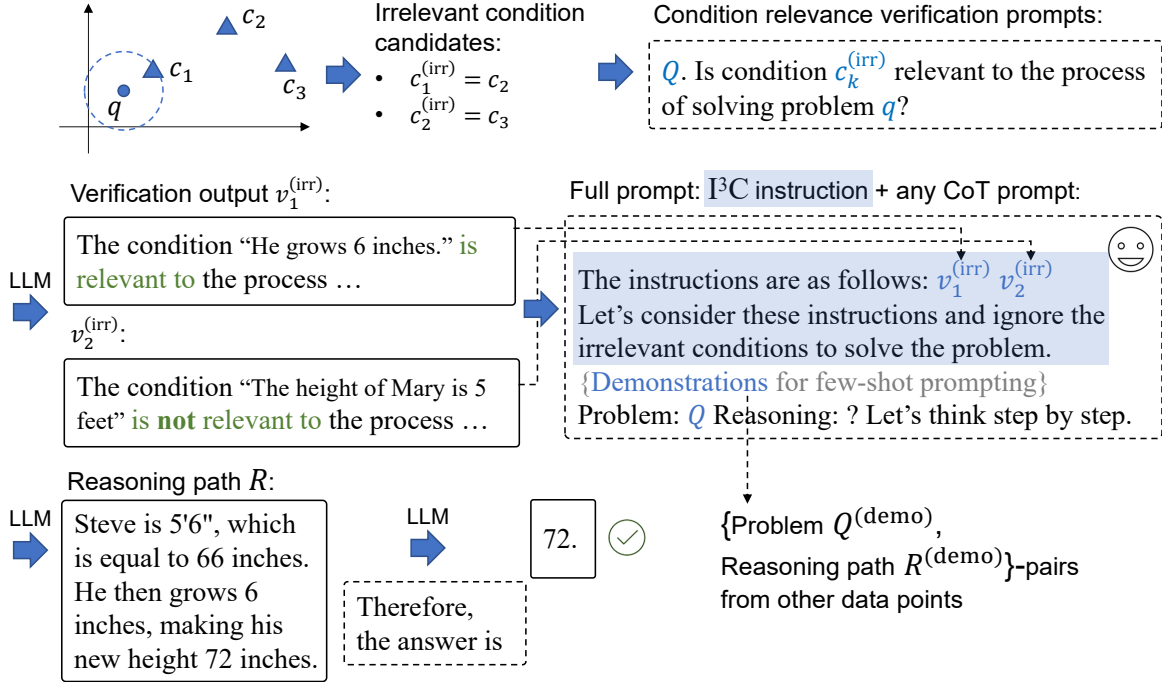 c₂
c₁
c₃
q
Irrelevant condition
candidates:
• c₁^(irr) = c₂
• c₂^(irr) = c₃
Condition relevance verification prompts:
Q. Is condition cₖ^(irr) relevant to the process
of solving problem q?
Verification output v₁^(irr):
LLM
The condition “He grows 6 inches.” is
relevant to the process …
v₂^(irr):
The condition “The height of Mary is 5
feet” is not relevant to the process …
Full prompt: I³C instruction + any CoT prompt:
The instructions are as follows: v₁^(irr) v₂^(irr)
Let’s consider these instructions and ignore the
irrelevant conditions to solve the problem.
{Demonstrations for few-shot prompting}
Problem: Q Reasoning: ? Let’s think step by step.
Reasoning path R:
LLM
Steve is 5'6", which
is equal to 66 inches.
He then grows 6
inches, making his
new height 72 inches.
LLM
Therefore,
the answer is
72.
{Problem Q^(demo),
Reasoning path R^(demo)}-pairs
from other data points